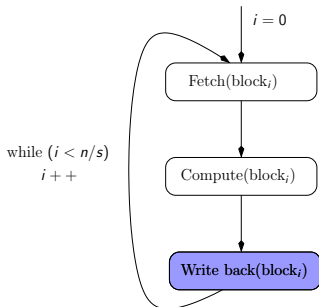 i = 0
Fetch(block_i)
while (i < n/s)
i + +
Compute(block_i)
Write back(block_i)